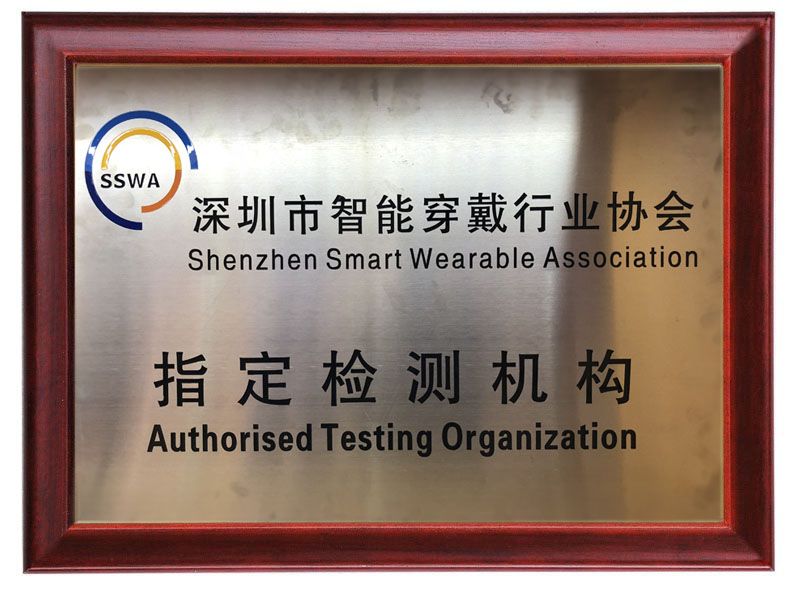 SSWA
深圳市智能穿戴行业协会
Shenzhen Smart Wearable Association
指定检测机构
Authorised Testing Organization